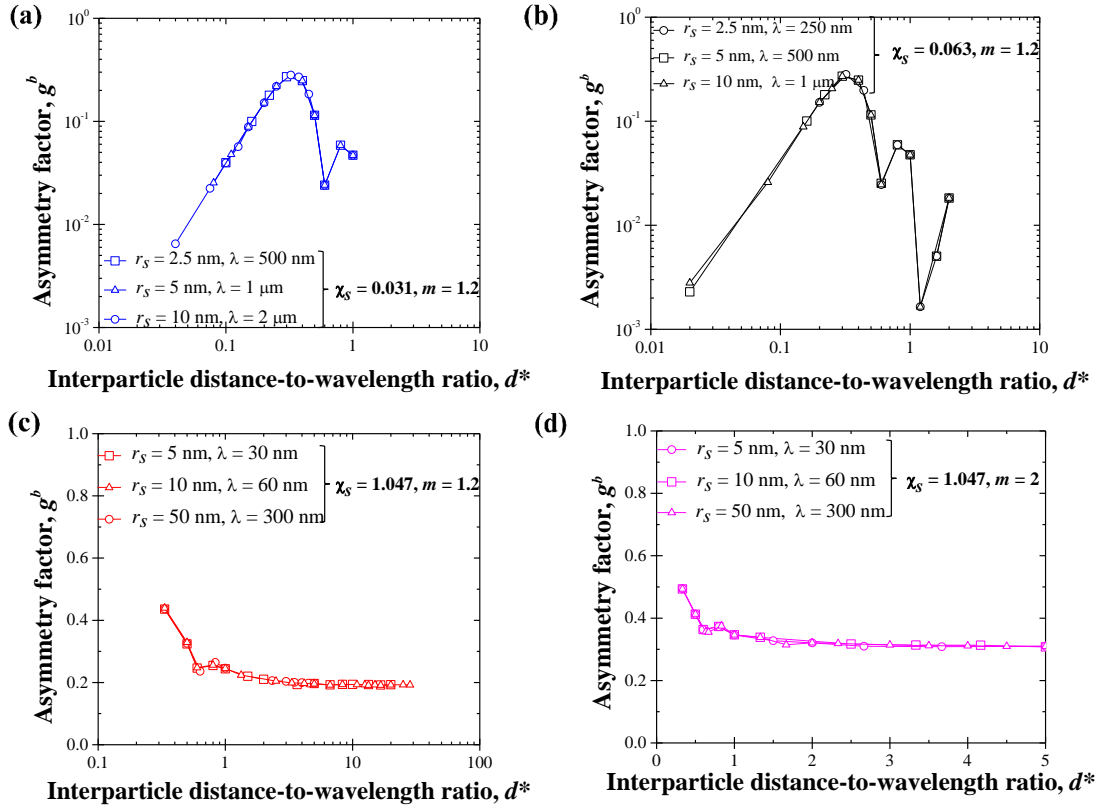 (a)
Asymmetry factor, g^b
10^0
10^-1
10^-2
10^-3
r_S = 2.5 nm, λ = 500 nm
r_S = 5 nm, λ = 1 μm
r_S = 10 nm, λ = 2 μm
χ_S = 0.031, m = 1.2
0.01 0.1 1 10
Interparticle distance-to-wavelength ratio, d*
(b)
Asymmetry factor, g^b
10^0
10^-1
10^-2
10^-3
r_S = 2.5 nm, λ = 250 nm
r_S = 5 nm, λ = 500 nm
r_S = 10 nm, λ = 1 μm
χ_S = 0.063, m = 1.2
0.01 0.1 1 10
Interparticle distance-to-wavelength ratio, d*
(c)
Asymmetry factor, g^b
1.0
0.8
0.6
0.4
0.2
0.0
r_S = 5 nm, λ = 30 nm
r_S = 10 nm, λ = 60 nm
r_S = 50 nm, λ = 300 nm
χ_S = 1.047, m = 1.2
0.1 1 10 100
Interparticle distance-to-wavelength ratio, d*
(d)
Asymmetry factor, g^b
1.0
0.8
0.6
0.4
0.2
0.0
r_S = 5 nm, λ = 30 nm
r_S = 10 nm, λ = 60 nm
r_S = 50 nm, λ = 300 nm
χ_S = 1.047, m = 2
0 1 2 3 4 5
Interparticle distance-to-wavelength ratio, d*